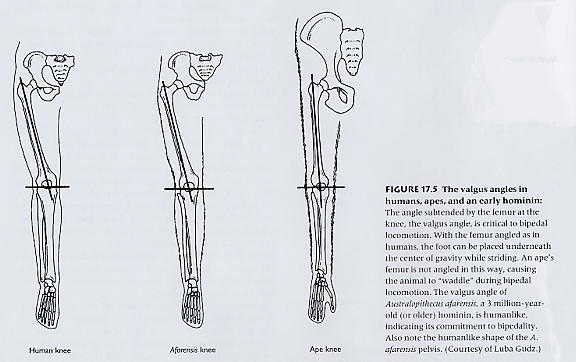 FIGURE 17.5 The valgus angles in
humans, apes, and an early hominin:
The angle subtended by the femur at the
knee, the valgus angle, is critical to bipedal
locomotion. With the femur angled as in
humans, the foot can be placed underneath
the center of gravity while striding. An ape's
femur is not angled in this way, causing
the animal to "waddle" during bipedal
locomotion. The valgus angle of
Australopithecus afarensis, a 3 million-year-
old (or older) hominin, is humanlike,
indicating its commitment to bipedality.
Also note the humanlike shape of the A.
afarensis pelvis. (Courtesy of Luba Gudz.)
Human knee
Afarensis knee
Ape knee